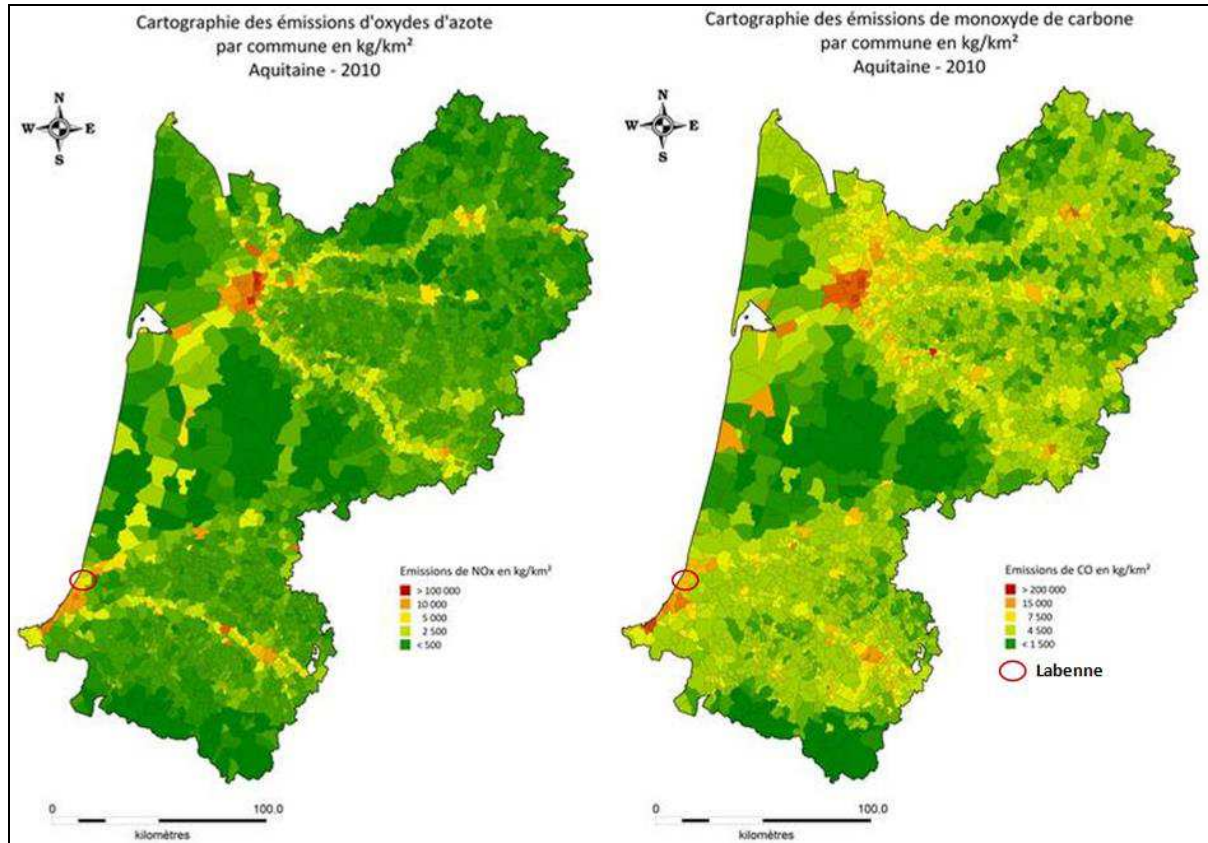 Cartographie des émissions d'oxydes d'azote
par commune en kg/km²
Aquitaine - 2010
N
W E
S
Emissions de NOx en kg/km²
> 100 000
10 000
5 000
2 500
< 500
0 100.0
kilomètres
Cartographie des émissions de monoxyde de carbone
par commune en kg/km²
Aquitaine - 2010
N
W E
S
Emissions de CO en kg/km²
> 200 000
15 000
7 500
4 500
< 1 500
Labenne
0 100.0
kilomètres